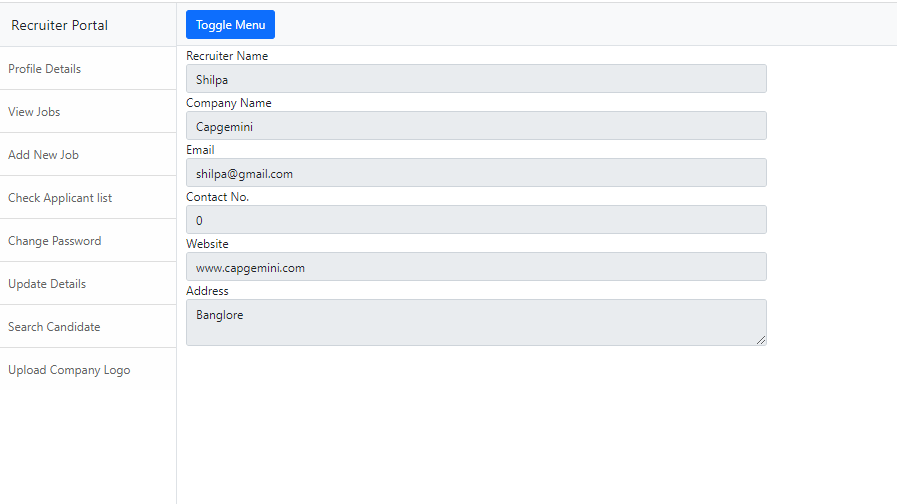 Recruiter Portal
Toggle Menu
Profile Details
View Jobs
Add New Job
Check Applicant list
Change Password
Update Details
Search Candidate
Upload Company Logo
Recruiter Name
Shilpa
Company Name
Capgemini
Email
shilpa@gmail.com
Contact No.
0
Website
www.capgemini.com
Address
Banglore